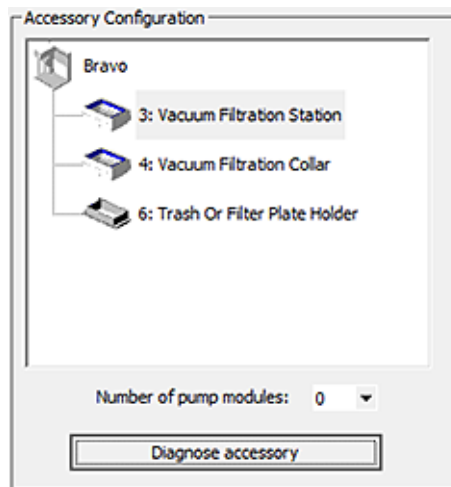 Accessory Configuration
Bravo
3: Vacuum Filtration Station
4: Vacuum Filtration Collar
6: Trash Or Filter Plate Holder
Number of pump modules: 0
Diagnose accessory